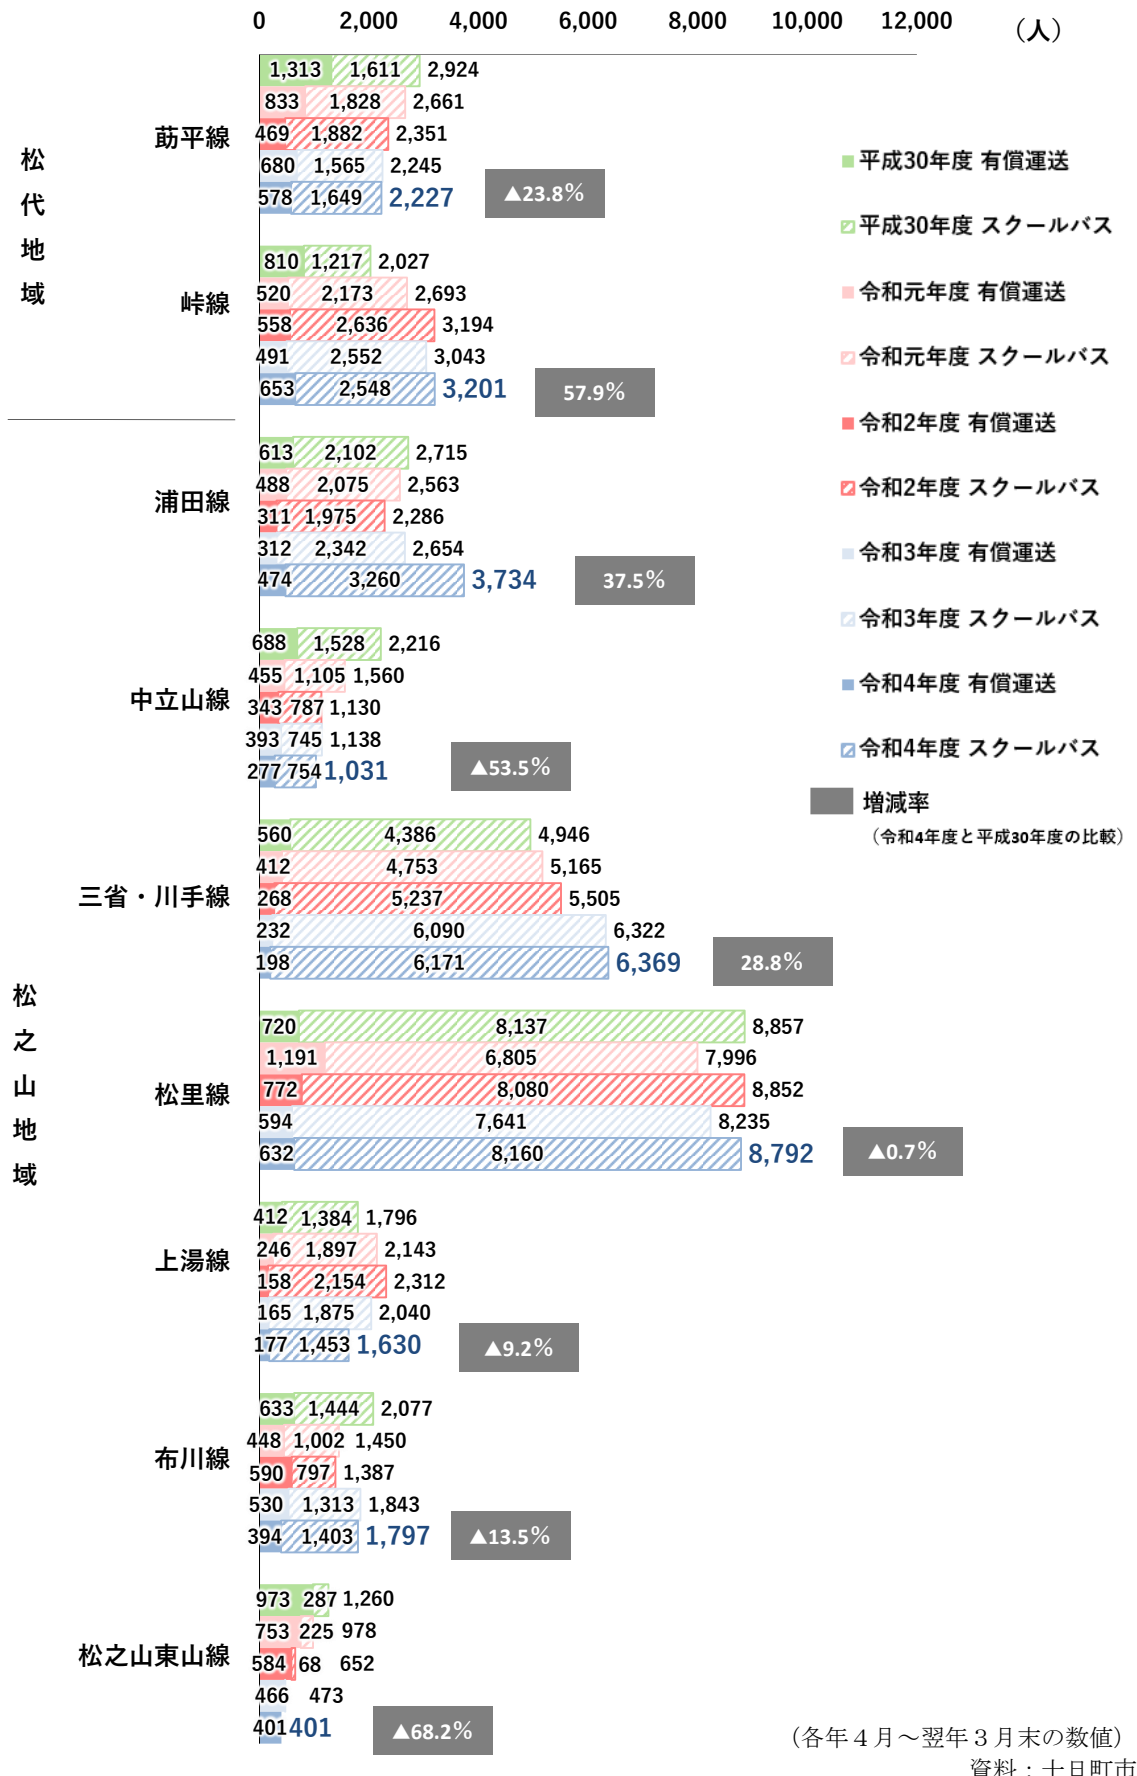 0 2,000 4,000 6,000 8,000 10,000 12,000 （人）
松代地域
莇平線
1,313 1,611 2,924
833 1,828 2,661
469 1,882 2,351
680 1,565 2,245
578 1,649 2,227 ▲23.8％
峠線
810 1,217 2,027
520 2,173 2,693
558 2,636 3,194
491 2,552 3,043
653 2,548 3,201 57.9％
松之山地域
浦田線
613 2,102 2,715
488 2,075 2,563
311 1,975 2,286
312 2,342 2,654
474 3,260 3,734 37.5％
中立山線
688 1,528 2,216
455 1,105 1,560
343 787 1,130
393 745 1,138
277 754 1,031 ▲53.5％
三省・川手線
560 4,386 4,946
412 4,753 5,165
268 5,237 5,505
232 6,090 6,322
198 6,171 6,369 28.8％
松里線
720 8,137 8,857
1,191 6,805 7,996
772 8,080 8,852
594 7,641 8,235
632 8,160 8,792 ▲0.7％
上湯線
412 1,384 1,796
246 1,897 2,143
158 2,154 2,312
165 1,875 2,040
177 1,453 1,630 ▲9.2％
布川線
633 1,444 2,077
448 1,002 1,450
590 797 1,387
530 1,313 1,843
394 1,403 1,797 ▲13.5％
松之山東山線
973 287 1,260
753 225 978
584 68 652
466 473
401 401 ▲68.2％
平成30年度 有償運送
平成30年度 スクールバス
令和元年度 有償運送
令和元年度 スクールバス
令和2年度 有償運送
令和2年度 スクールバス
令和3年度 有償運送
令和3年度 スクールバス
令和4年度 有償運送
令和4年度 スクールバス
増減率
（令和4年度と平成30年度の比較）
（各年４月～翌年３月末の数値）
資料：十日町市